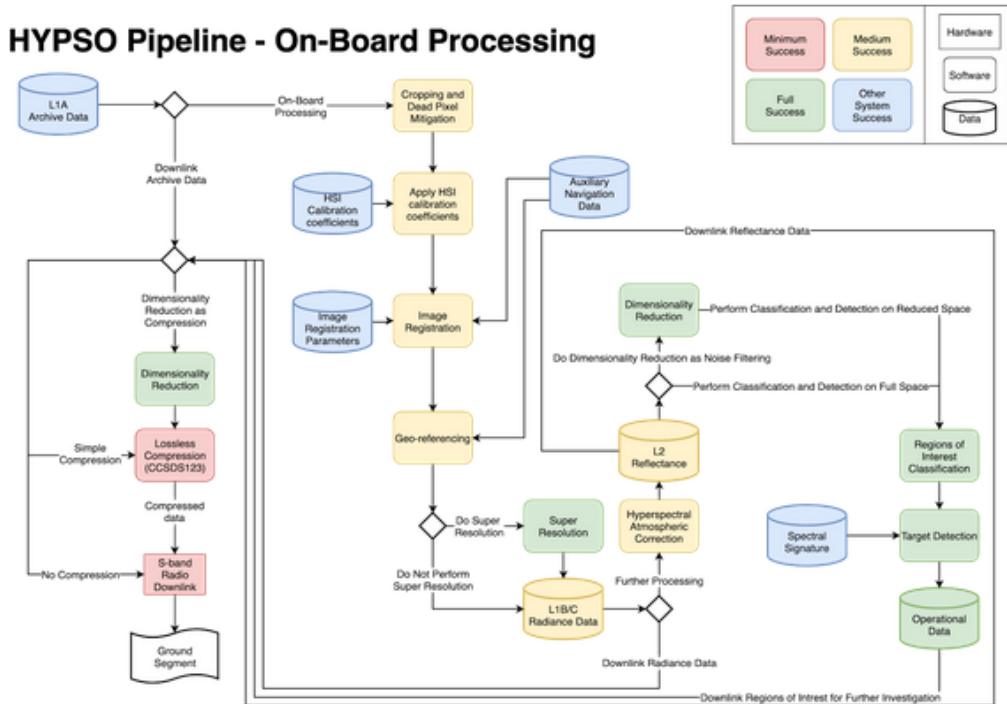 HYPSO Pipeline - On-Board Processing
Minimum
Success
Medium
Success
Full
Success
Other
System
Success
Hardware
Software
Data
L1A
Archive Data
On-Board
Processing
Cropping and
Dead Pixel
Mitigation
Downlink
Archive Data
HSI
Calibration
coefficients
Apply HSI
calibration
coefficients
Auxiliary
Navigation
Data
Downlink Reflectance Data
Dimensionality
Reduction as
Compression
Image
Registration
Parameters
Image
Registration
Dimensionality
Reduction
Perform Classification and Detection on Reduced Space
Do Dimensionality Reduction as Noise Filtering
Perform Classification and Detection on Full Space
Dimensionality
Reduction
Simple
Compression
Lossless
Compression
(CCSDS123)
Geo-referencing
L2
Reflectance
Regions of
Interest
Classification
Compressed
data
Do Super
Resolution
Super
Resolution
Hyperspectral
Atmospheric
Correction
Spectral
Signature
Target Detection
No Compression
S-band
Radio
Downlink
Do Not Perform
Super Resolution
Further Processing
L1B/C
Radiance Data
Operational
Data
Ground
Segment
Downlink Radiance Data
Downlink Regions of Intrest for Further Investigation